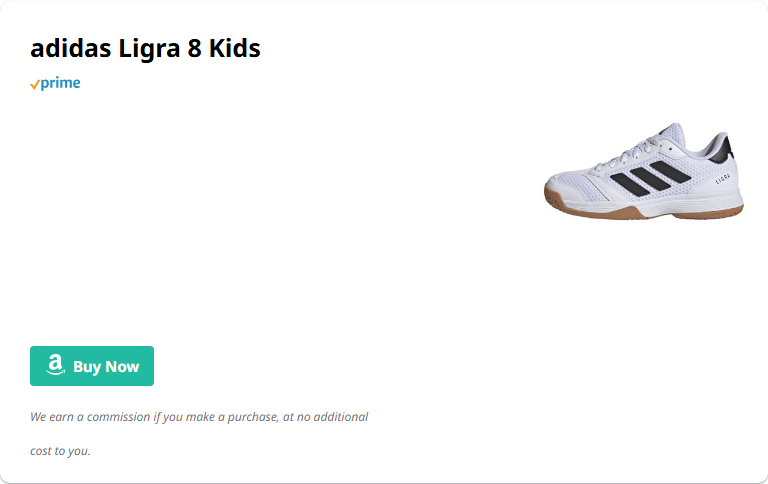 adidas Ligra 8 Kids
prime
LIGRA
a Buy Now
We earn a commission if you make a purchase, at no additional
cost to you.